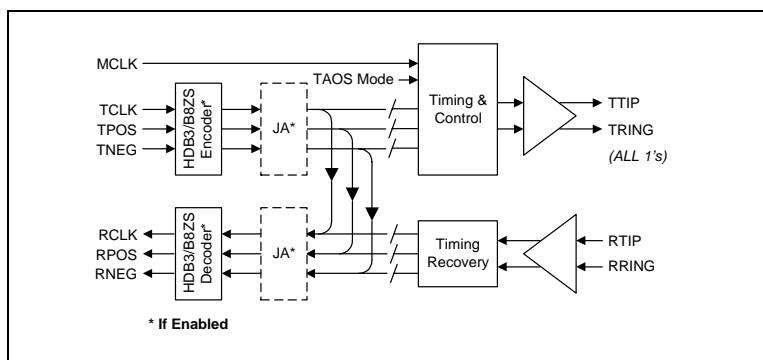 MCLK
TAOS Mode
TCLK
TPOS
TNEG
HDB3/B8ZS
Encoder*
JA*
Timing &
Control
TTIP
TRING
(ALL 1's)
RCLK
RPOS
RNEG
HDB3/B8ZS
Decoder*
JA*
Timing
Recovery
RTIP
RRING
* If Enabled